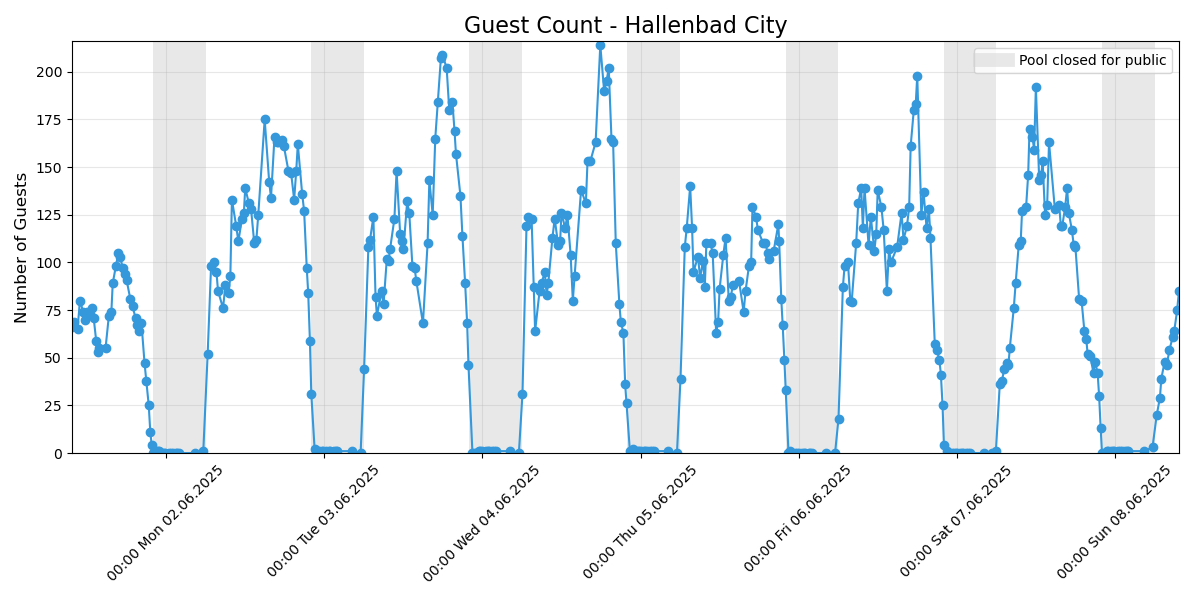 Guest Count - Hallenbad City
Pool closed for public
Number of Guests
200
175
150
125
100
75
50
25
0
00:00 Mon 02.06.2025
00:00 Tue 03.06.2025
00:00 Wed 04.06.2025
00:00 Thu 05.06.2025
00:00 Fri 06.06.2025
00:00 Sat 07.06.2025
00:00 Sun 08.06.2025